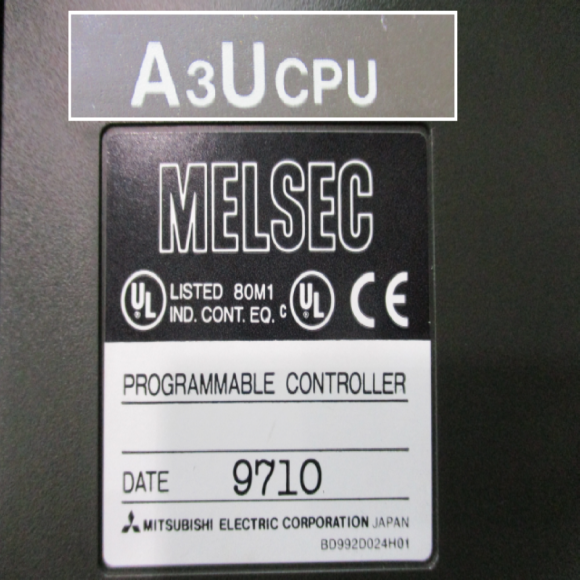 A3UCPU
MELSEC
UL LISTED 80M1 IND. CONT. EQ. c UL CE
PROGRAMMABLE CONTROLLER
DATE 9710
MITSUBISHI ELECTRIC CORPORATION JAPAN
BD992D024H01